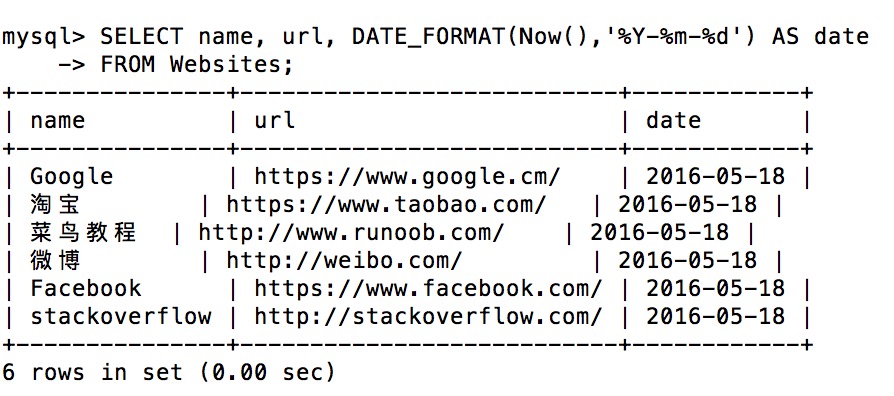 mysql> SELECT name, url, DATE_FORMAT(Now(),'%Y-%m-%d') AS date
    -> FROM Websites;
+---------------+---------------------------+------------+
| name          | url                       | date       |
+---------------+---------------------------+------------+
| Google        | https://www.google.cm/    | 2016-05-18 |
| 淘宝        | https://www.taobao.com/   | 2016-05-18 |
| 菜鸟教程  | http://www.runoob.com/    | 2016-05-18 |
| 微博        | http://weibo.com/         | 2016-05-18 |
| Facebook      | https://www.facebook.com/ | 2016-05-18 |
| stackoverflow | http://stackoverflow.com/ | 2016-05-18 |
+---------------+---------------------------+------------+
6 rows in set (0.00 sec)